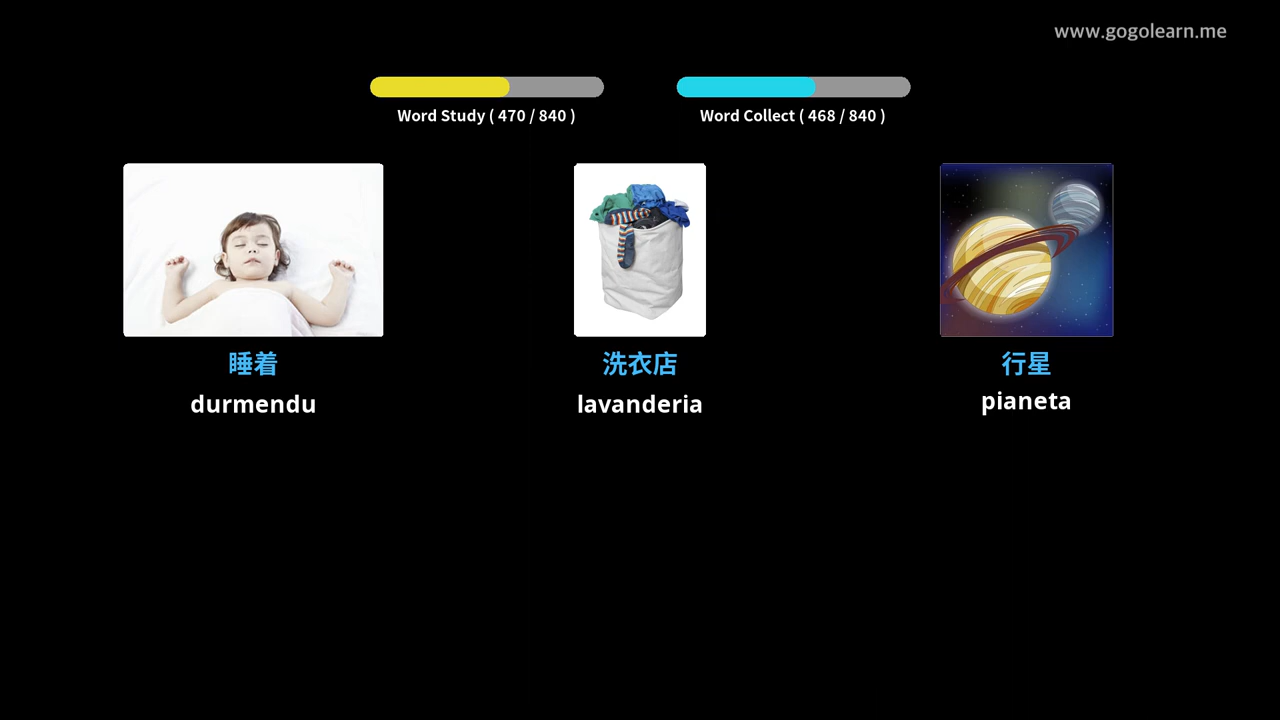 www.gogolearn.me
Word Study ( 470 / 840 )
Word Collect ( 468 / 840 )
睡着
洗衣店
行星
durmendu
lavanderia
pianeta